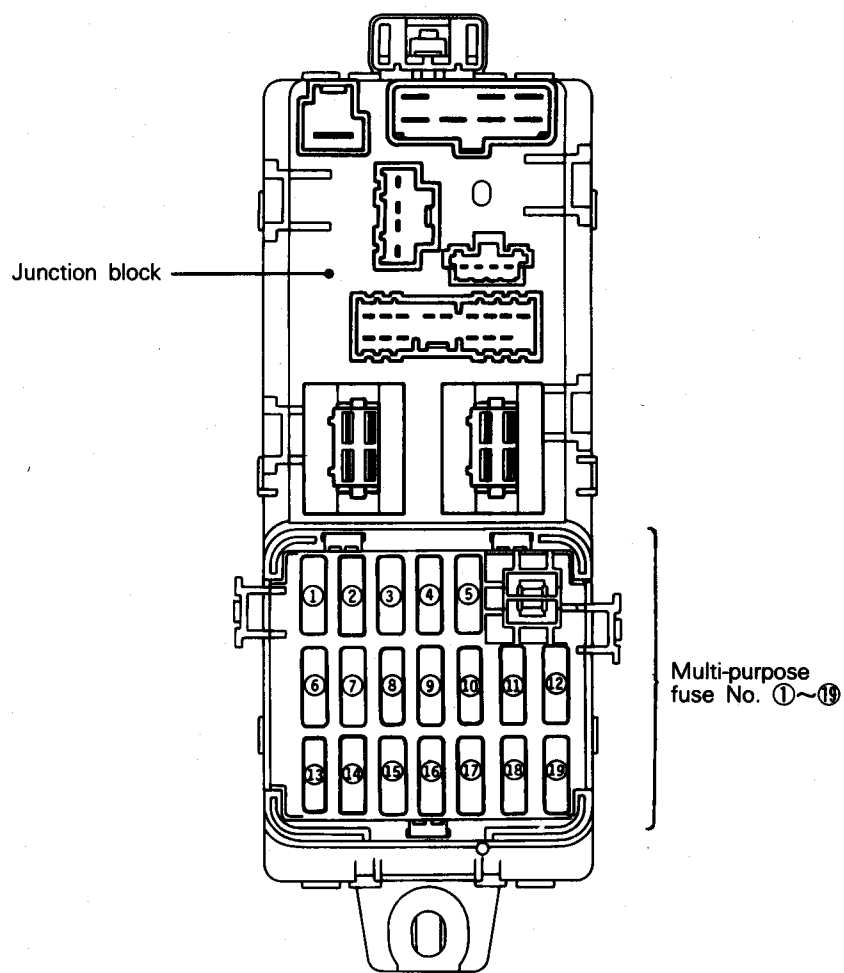 Junction block
① ② ③ ④ ⑤
⑥ ⑦ ⑧ ⑨ ⑩ ⑪ ⑫
⑬ ⑭ ⑮ ⑯ ⑰ ⑱ ⑲
Multi-purpose
fuse No. ①~⑲